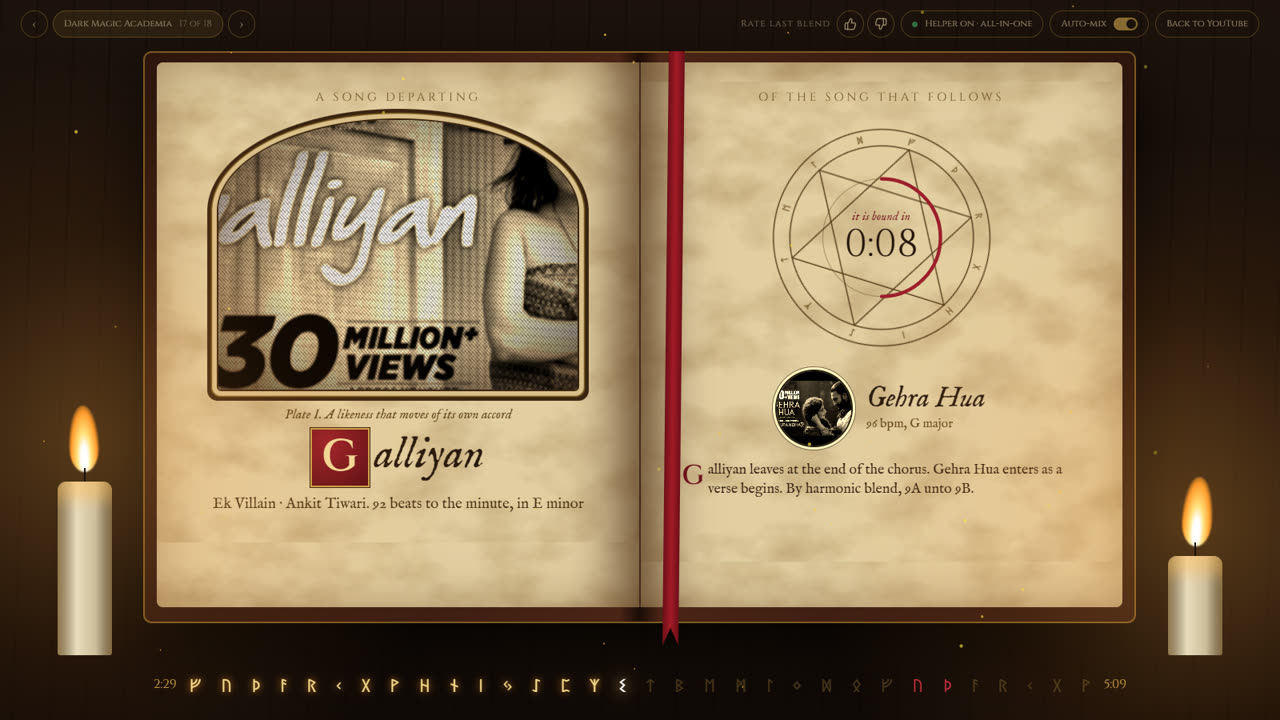 ‹ DARK MAGIC ACADEMIA 17 OF 18 ›
RATE LAST BLEND
HELPER ON · ALL-IN-ONE
AUTO-MIX
BACK TO YOUTUBE
A SONG DEPARTING
alliyan
30 MILLION+
VIEWS
Plate I. A likeness that moves of its own accord
Galliyan
Ek Villain · Ankit Tiwari. 92 beats to the minute, in E minor
OF THE SONG THAT FOLLOWS
it is bound in
0:08
Gehra Hua
96 bpm, G major
Galliyan leaves at the end of the chorus. Gehra Hua enters as a
verse begins. By harmonic blend, 9A unto 9B.
2:29
5:09